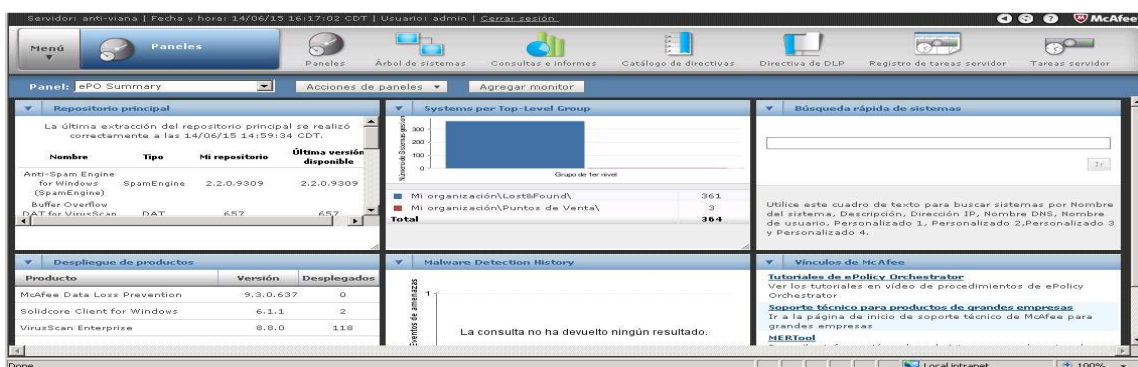 Servidor: anti-viana | Fecha y hora: 14/06/15 16:17:02 CDT | Usuario: admin | Cerrar sesión
McAfee
Menú
Paneles
Paneles
Árbol de sistemas
Consultas e informes
Catálogo de directivas
Directiva de DLP
Registro de tareas servidor
Tareas servidor
Panel: ePO Summary
Acciones de paneles
Agregar monitor
Repositorio principal
La última extracción del repositorio principal se realizó
correctamente a las 14/06/15 14:59:34 CDT.
Nombre Tipo Mi repositorio Última versión disponible
Anti-Spam Engine for Windows (SpamEngine) SpamEngine 2.2.0.9309 2.2.0.9309
Buffer Overflow DAT for VirusScan DAT 657 657
Systems per Top-Level Group
300
200
100
0
Grupo de 1er nivel
Mi organización\Lost&Found\ 361
Mi organización\Puntos de Venta\ 3
Total 364
Búsqueda rápida de sistemas
Ir
Utilice este cuadro de texto para buscar sistemas por Nombre
del sistema, Descripción, Dirección IP, Nombre DNS, Nombre
de usuario, Personalizado 1, Personalizado 2,Personalizado 3
y Personalizado 4.
Despliegue de productos
Producto Versión Desplegados
McAfee Data Loss Prevention 9.3.0.637 0
Solidcore Client for Windows 6.1.1 2
VirusScan Enterprise 8.8.0 118
Malware Detection History
Eventos de amenazas
1
La consulta no ha devuelto ningún resultado.
Vínculos de McAfee
Tutoriales de ePolicy Orchestrator
Ver los tutoriales en vídeo de procedimientos de ePolicy
Orchestrator
Soporte técnico para productos de grandes empresas
Ir a la página de inicio de soporte técnico de McAfee para
grandes empresas
MERTool
Done
Local intranet
100%